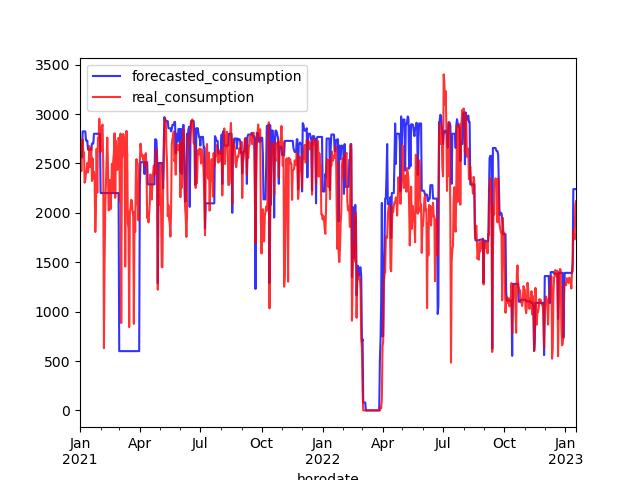 3500
3000
2500
2000
1500
1000
500
0
forecasted_consumption
real_consumption
Jan Apr Jul Oct Jan Apr Jul Oct Jan
2021 2022 2023
horodate